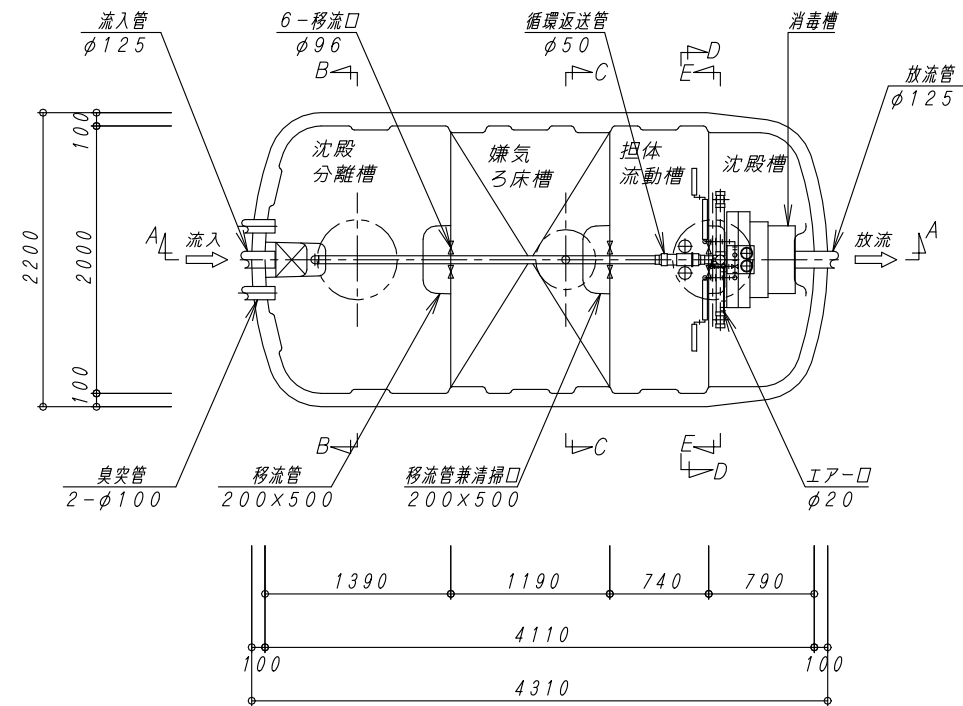 流入管
φ125
6-移流口
φ96
循環返送管
φ50
消毒槽
放流管
φ125
B
C
D
E
沈殿
分離槽
嫌気
ろ床槽
担体
流動槽
沈殿槽
A
流入
放流
A
100
2200
2000
100
B
C
E
D
臭突管
2-φ100
移流管
200×500
移流管兼清掃口
200×500
エアー口
φ20
1390
1190
740
790
4110
100
100
4310